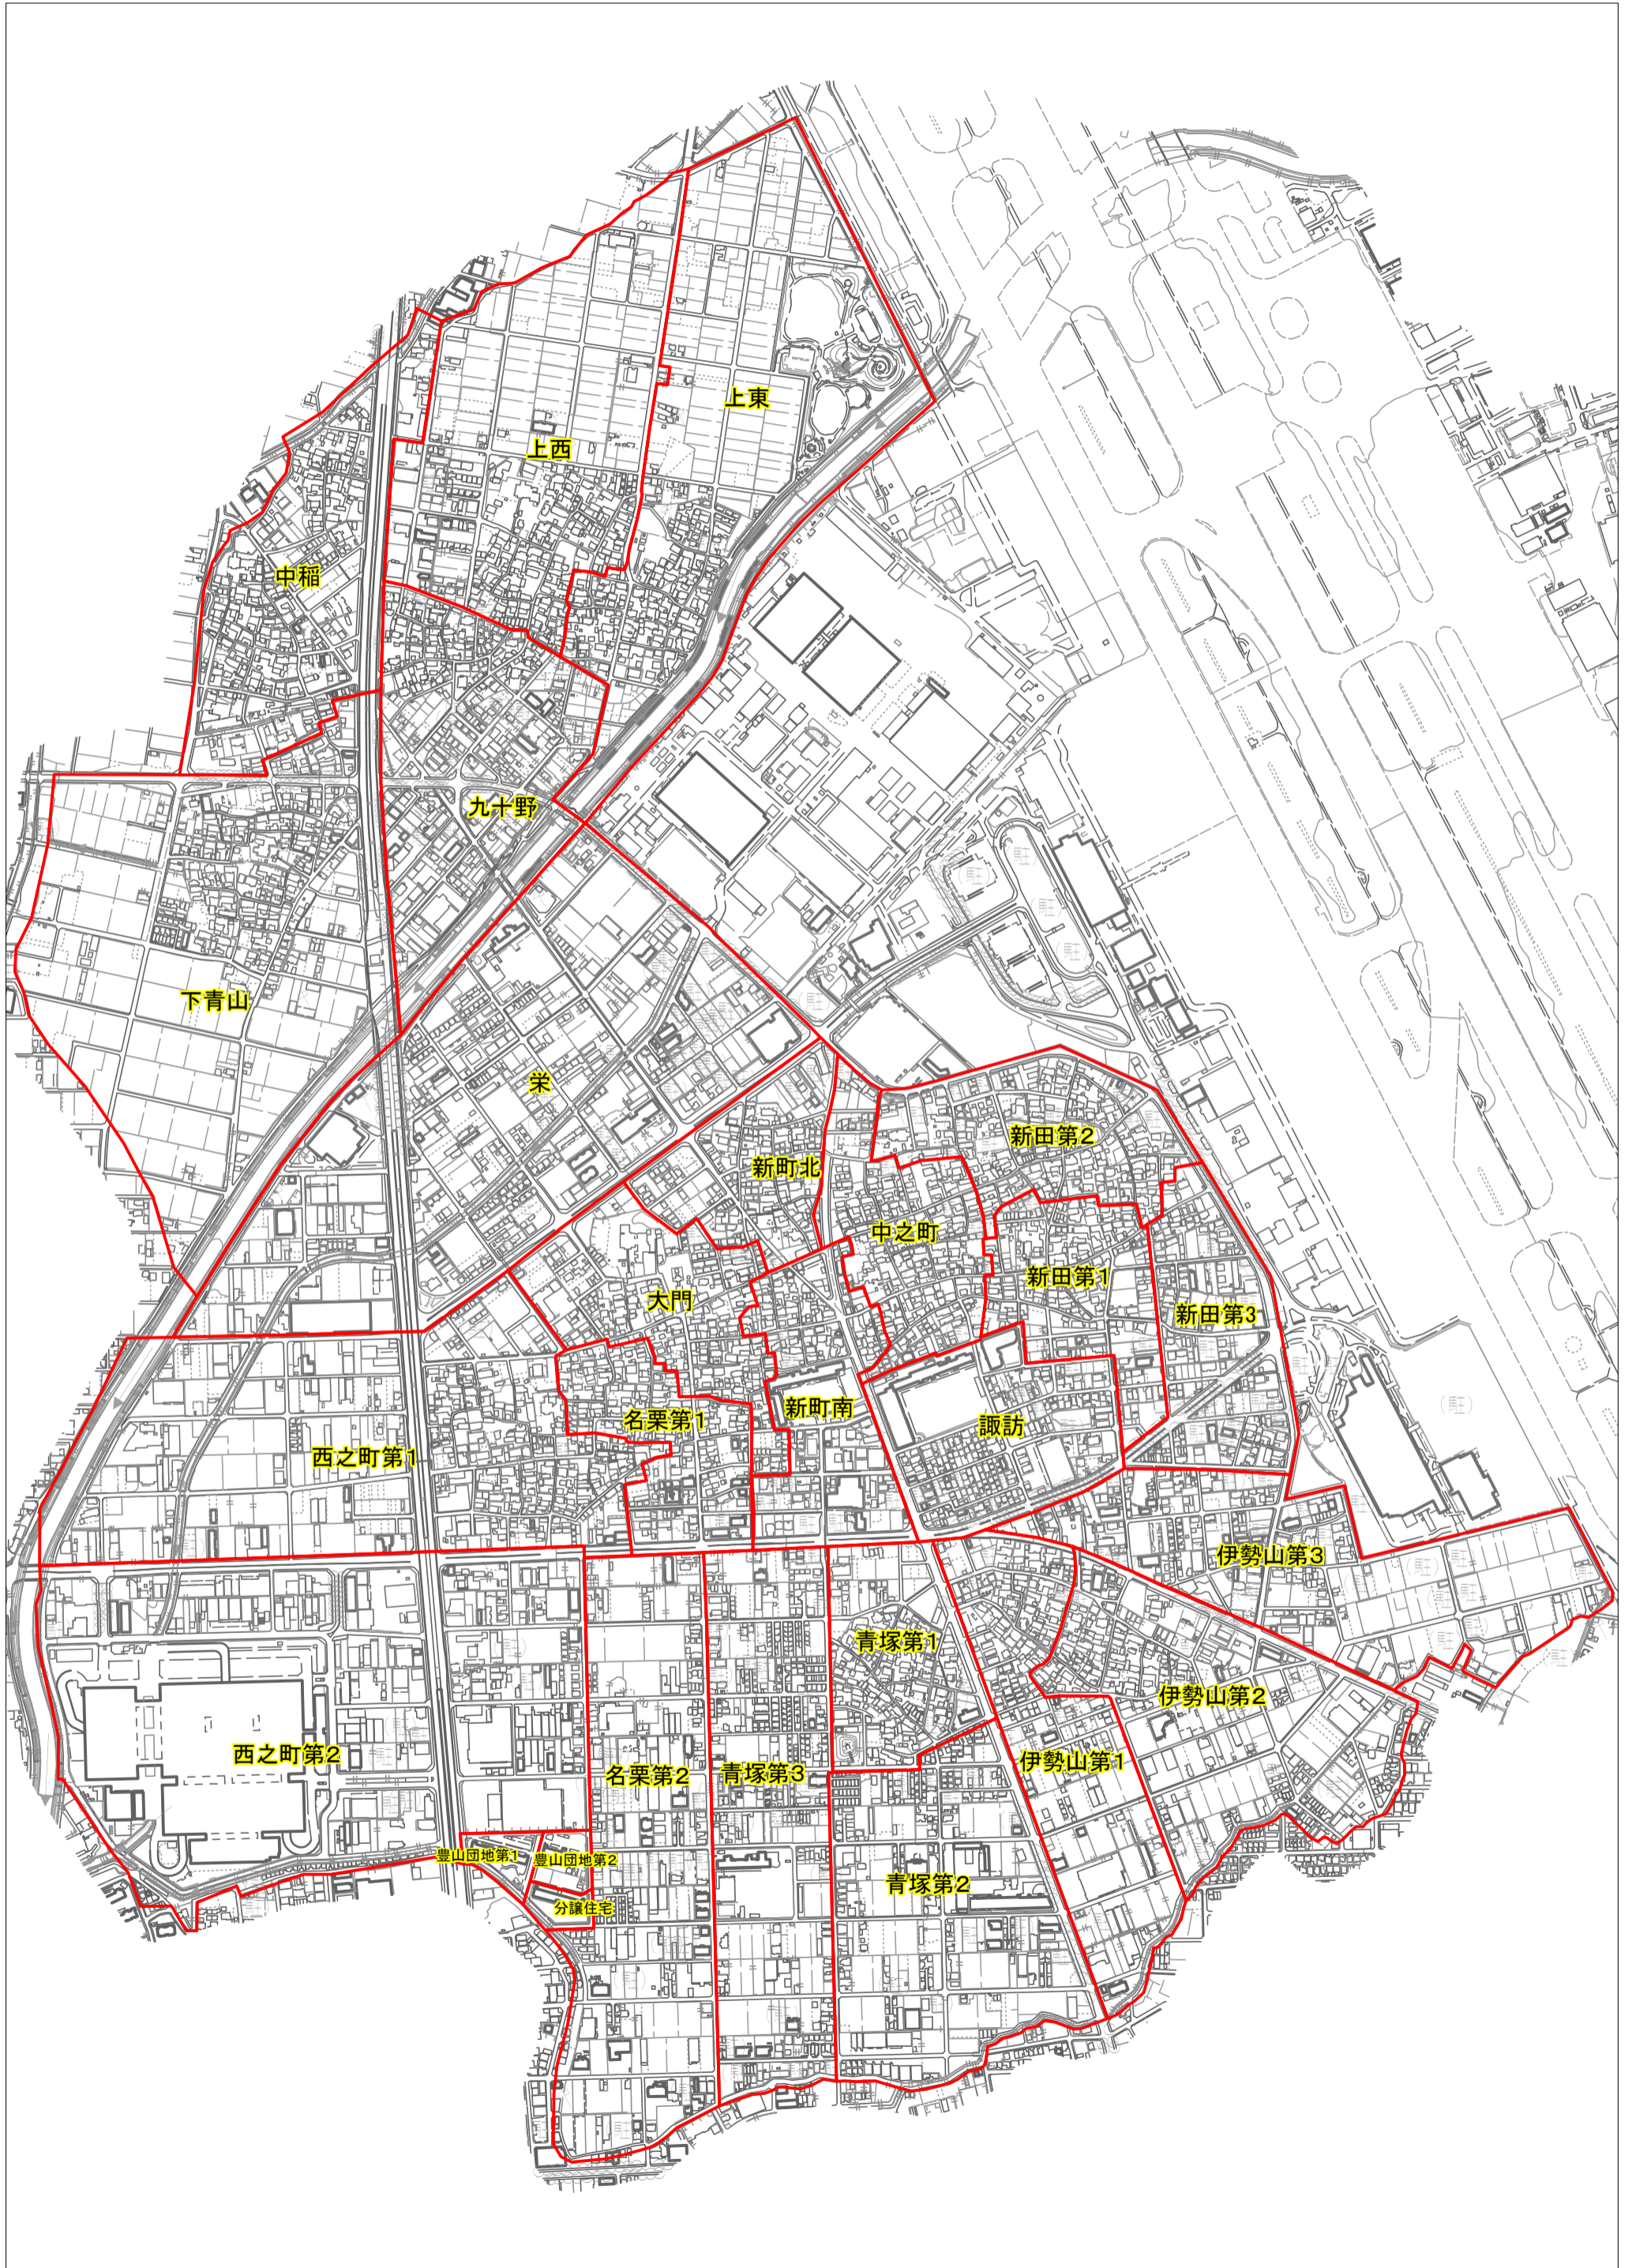 上東
上西
中稲
九十野
下青山
栄
新田第2
新町北
中之町
新田第1
大門
新田第3
新町南
名栗第1
諏訪
西之町第1
伊勢山第3
青塚第1
伊勢山第2
西之町第2
伊勢山第1
名栗第2
青塚第3
豊山団地第1
豊山団地第2
青塚第2
分譲住宅